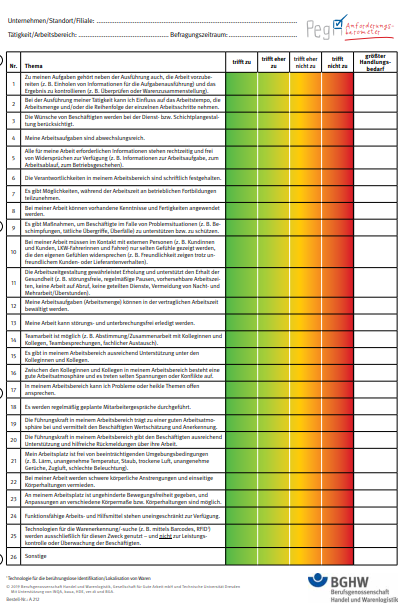 Unternehmen/Standort/Filiale:
Tätigkeit/Arbeitsbereich: Befragungszeitraum:
PegA Anforderungs-
barometer
Nr. Thema trifft zu trifft eher zu trifft eher nicht zu trifft nicht zu größter Handlungs-bedarf
1 Zu meinen Aufgaben gehört neben der Ausführung auch, die Arbeit vorzube-
reiten (z. B. Einholen von Informationen für die Aufgabenausführung) und das
Ergebnis zu kontrollieren (z. B. Überprüfen oder Warenzusammenstellung).
2 Bei der Ausführung meiner Tätigkeit kann ich Einfluss auf das Arbeitstempo, die
Arbeitsmenge und/oder die Reihenfolge der einzelnen Arbeitsschritte nehmen.
3 Die Wünsche von Beschäftigten werden bei der Dienst- bzw. Schichtplangestal-
tung berücksichtigt.
4 Meine Arbeitsaufgaben sind abwechslungsreich.
5 Alle für meine Arbeit erforderlichen Informationen stehen rechtzeitig und frei
von Widersprüchen zur Verfügung (z. B. Informationen zur Arbeitsaufgabe, zum
Arbeitsablauf, zum Betriebsgeschehen).
6 Die Verantwortlichkeiten in meinem Arbeitsbereich sind schriftlich festgehalten.
7 Es gibt Möglichkeiten, während der Arbeitszeit an betrieblichen Fortbildungen
teilzunehmen.
8 Bei meiner Arbeit können vorhandene Kenntnisse und Fertigkeiten angewendet
werden.
9 Es gibt Maßnahmen, um Beschäftigte im Falle von Problemsituationen (z. B. Be-
schimpfungen, tätliche Übergriffe, Überfälle) zu unterstützen bzw. zu schützen.
10 Bei meiner Arbeit müssen im Kontakt mit externen Personen (z. B. Kundinnen
und Kunden, LKW-Fahrerinnen und Fahrer) nur selten Gefühle gezeigt werden,
die den eigenen Gefühlen widersprechen (z. B. Freundlichkeit zeigen trotz un-
freundlichem Kunden- oder Lieferantenverhalten).
11 Die Arbeitszeitgestaltung gewährleistet Erholung und unterstützt den Erhalt der
Gesundheit (z. B. störungsfreie, regelmäßige Pausen, vorhersehbare Arbeitszei-
ten, keine Arbeit auf Abruf, keine geteilten Dienste, Vermeidung von Nacht- und
Mehrarbeit/Überstunden).
12 Meine Arbeitsaufgaben (Arbeitsmenge) können in der vertraglichen Arbeitszeit
bewältigt werden.
13 Meine Arbeit kann störungs- und unterbrechungsfrei erledigt werden.
14 Teamarbeit ist möglich (z. B. Abstimmung/Zusammenarbeit mit Kolleginnen und
Kollegen, Teambesprechungen, fachlicher Austausch).
15 Es gibt in meinem Arbeitsbereich ausreichend Unterstützung unter den
Kolleginnen und Kollegen.
16 Zwischen den Kolleginnen und Kollegen in meinem Arbeitsbereich besteht eine
gute Arbeitsatmosphäre und es treten selten Spannungen oder Konflikte auf.
17 In meinem Arbeitsbereich kann ich Probleme oder heikle Themen offen
ansprechen.
18 Es werden regelmäßig geplante Mitarbeitergespräche durchgeführt.
19 Die Führungskraft in meinem Arbeitsbereich trägt zu einer guten Arbeitsatmo-
sphäre bei und vermittelt den Beschäftigten Wertschätzung und Anerkennung.
20 Die Führungskraft in meinem Arbeitsbereich gibt den Beschäftigten ausreichend
Unterstützung und hilfreiche Rückmeldungen über ihre Arbeit.
21 Mein Arbeitsplatz ist frei von beeinträchtigenden Umgebungsbedingungen
(z. B. Lärm, unangenehme Temperatur, Staub, trockene Luft, unangenehme
Gerüche, Zugluft, schlechte Beleuchtung).
22 Bei meiner Arbeit werden schwere körperliche Anstrengungen und einseitige
Körperhaltungen vermieden.
23 An meinem Arbeitsplatz ist ungehinderte Bewegungsfreiheit gegeben, und
Anpassungen an verschiedene Körpermaße bzw. Körperhaltungen sind möglich.
24 Funktionsfähige Arbeits- und Hilfsmittel stehen uneingeschränkt zur Verfügung.
25 Technologien für die Warenerkennung/-suche (z. B. mittels Barcodes, RFID¹)
werden ausschließlich für diesen Zweck genutzt – und nicht zur Leistungs-
kontrolle oder Überwachung der Beschäftigten.
26 Sonstige
¹ Technologie für die berührungslose Identifikation/Lokalisation von Waren
Bestell-Nr.: A 212
BGHW
Berufsgenossenschaft
Handel und Warenlogistik